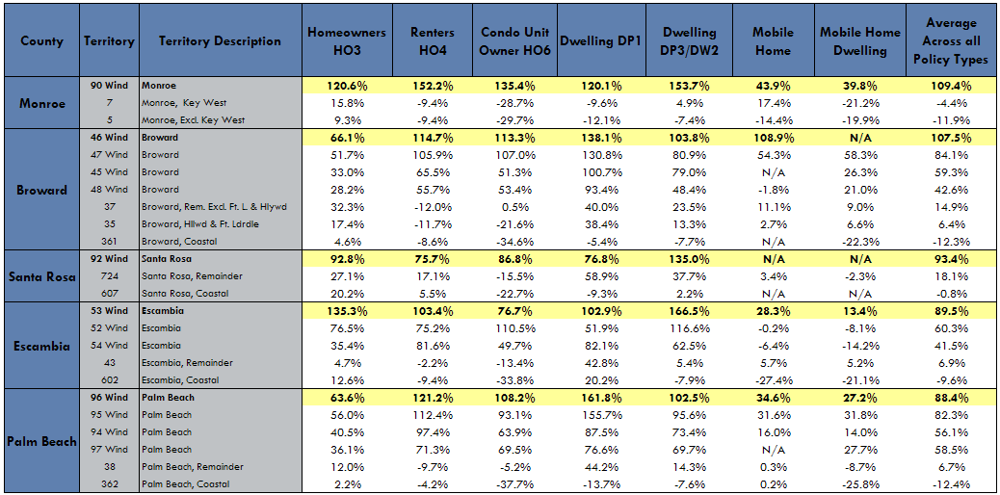 County Territory Territory Description Homeowners HO3 Renters HO4 Condo Unit Owner HO6 Dwelling DP1 Dwelling DP3/DW2 Mobile Home Mobile Home Dwelling Average Across all Policy Types
Monroe
90 Wind Monroe 120.6% 152.2% 135.4% 120.1% 153.7% 43.9% 39.8% 109.4%
7 Monroe, Key West 15.8% -9.4% -28.7% -9.6% 4.9% 17.4% -21.2% -4.4%
5 Monroe, Excl. Key West 9.3% -9.4% -29.7% -12.1% -7.4% -14.4% -19.9% -11.9%
Broward
46 Wind Broward 66.1% 114.7% 113.3% 138.1% 103.8% 108.9% N/A 107.5%
47 Wind Broward 51.7% 105.9% 107.0% 130.8% 80.9% 54.3% 58.3% 84.1%
45 Wind Broward 33.0% 65.5% 51.3% 100.7% 79.0% N/A 26.3% 59.3%
48 Wind Broward 28.2% 55.7% 53.4% 93.4% 48.4% -1.8% 21.0% 42.6%
37 Broward, Rem. Excl. Ft. L. & Hlywd 32.3% -12.0% 0.5% 40.0% 23.5% 11.1% 9.0% 14.9%
35 Broward, Hllwd & Ft. Ldrdle 17.4% -11.7% -21.6% 38.4% 13.3% 2.7% 6.6% 6.4%
361 Broward, Coastal 4.6% -8.6% -34.6% -5.4% -7.7% N/A -22.3% -12.3%
Santa Rosa
92 Wind Santa Rosa 92.8% 75.7% 86.8% 76.8% 135.0% N/A N/A 93.4%
724 Santa Rosa, Remainder 27.1% 17.1% -15.5% 58.9% 37.7% 3.4% -2.3% 18.1%
607 Santa Rosa, Coastal 20.2% 5.5% -22.7% -9.3% 2.2% N/A N/A -0.8%
Escambia
53 Wind Escambia 135.3% 103.4% 76.7% 102.9% 166.5% 28.3% 13.4% 89.5%
52 Wind Escambia 76.5% 75.2% 110.5% 51.9% 116.6% -0.2% -8.1% 60.3%
54 Wind Escambia 35.4% 81.6% 49.7% 82.1% 62.5% -6.4% -14.2% 41.5%
43 Escambia, Remainder 4.7% -2.2% -13.4% 42.8% 5.4% 5.7% 5.2% 6.9%
602 Escambia, Coastal 12.6% -9.4% -33.8% 20.2% -7.9% -27.4% -21.1% -9.6%
Palm Beach
96 Wind Palm Beach 63.6% 121.2% 108.2% 161.8% 102.5% 34.6% 27.2% 88.4%
95 Wind Palm Beach 56.0% 112.4% 93.1% 155.7% 95.6% 31.6% 31.8% 82.3%
94 Wind Palm Beach 40.5% 97.4% 63.9% 87.5% 73.4% 16.0% 14.0% 56.1%
97 Wind Palm Beach 36.1% 71.3% 69.5% 76.6% 69.7% N/A 27.7% 58.5%
38 Palm Beach, Remainder 12.0% -9.7% -5.2% 44.2% 14.3% 0.3% -8.7% 6.7%
362 Palm Beach, Coastal 2.2% -4.2% -37.7% -13.7% -7.6% 0.2% -25.8% -12.4%